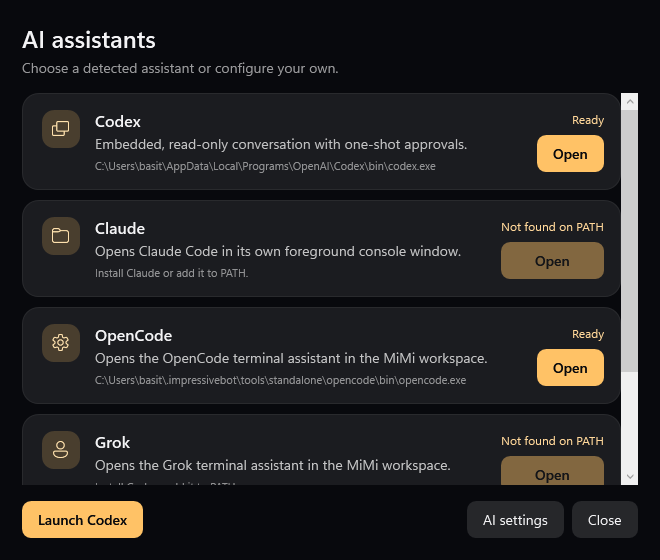 AI assistants
Choose a detected assistant or configure your own.
Codex
Ready
Embedded, read-only conversation with one-shot approvals.
Open
C:\Users\basit\AppData\Local\Programs\OpenAI\Codex\bin\codex.exe
Claude
Not found on PATH
Opens Claude Code in its own foreground console window.
Open
Install Claude or add it to PATH.
OpenCode
Ready
Opens the OpenCode terminal assistant in the MiMi workspace.
Open
C:\Users\basit\.impressivebot\tools\standalone\opencode\bin\opencode.exe
Grok
Not found on PATH
Opens the Grok terminal assistant in the MiMi workspace.
Open
Launch Codex
AI settings
Close